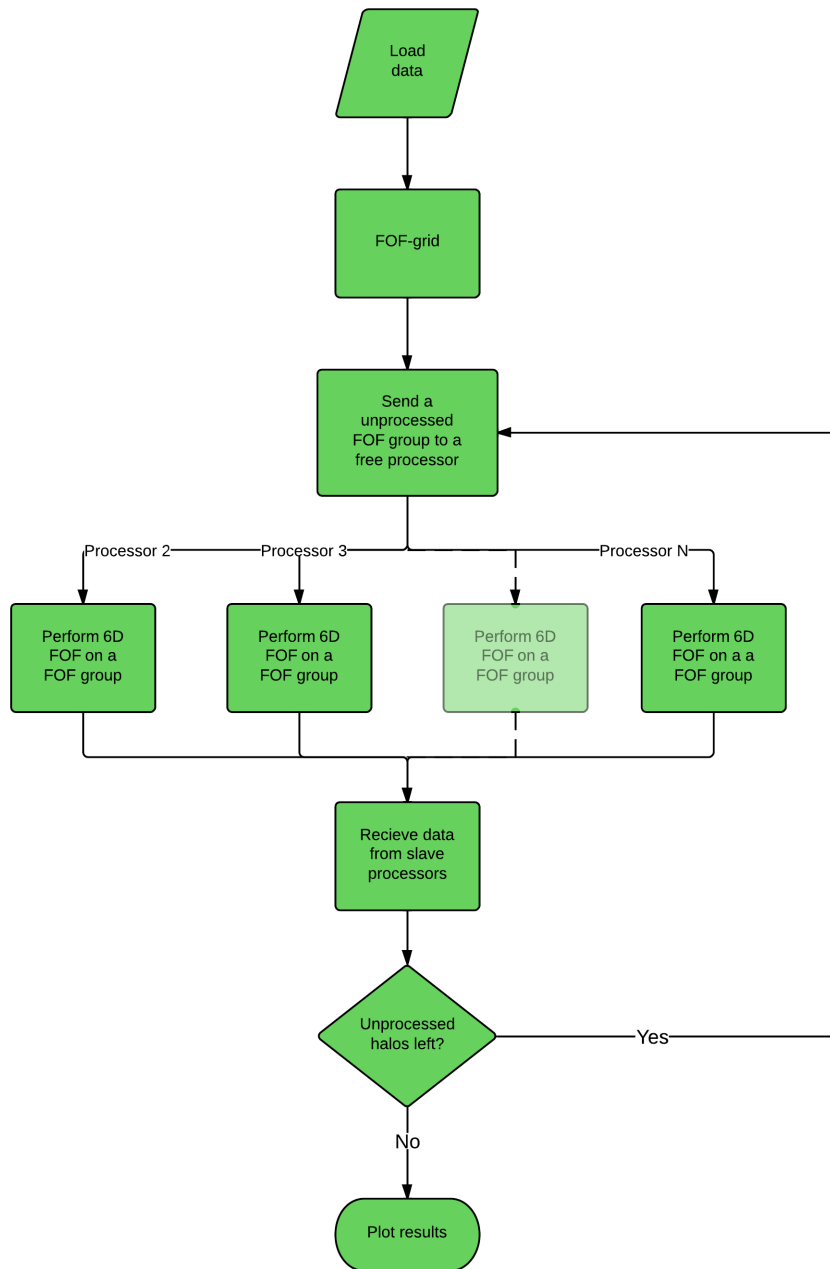 Load
data
FOF-grid
Send a
unprocessed
FOF group to a
free processor
Processor 2
Processor 3
Processor N
Perform 6D
FOF on a
FOF group
Perform 6D
FOF on a
FOF group
Perform 6D
FOF on a
FOF group
Perform 6D
FOF on a a
FOF group
Recieve data
from slave
processors
Unprocessed
halos left?
Yes
No
Plot results